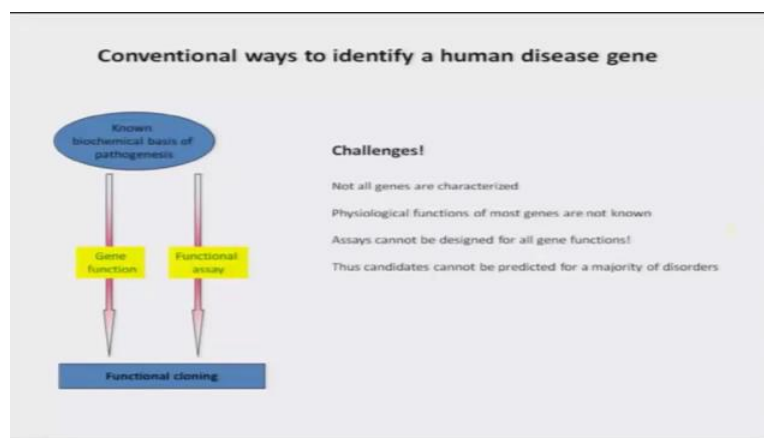 Conventional ways to identify a human disease gene
Known
biochemical basis of
pathogenesis
Gene
function
Functional
assay
Functional cloning
Challenges!
Not all genes are characterized
Physiological functions of most genes are not known
Assays cannot be designed for all gene functions!
Thus candidates cannot be predicted for a majority of disorders